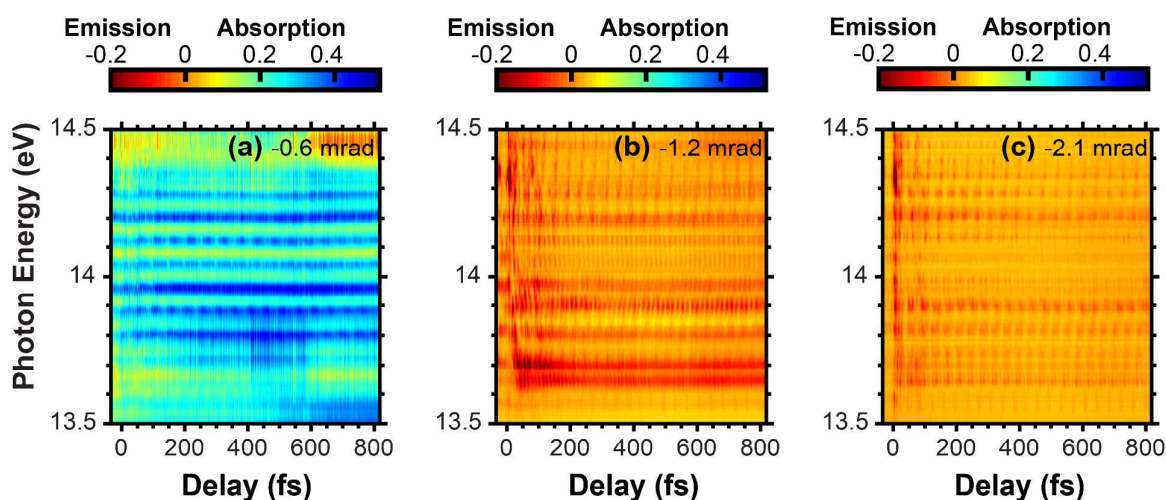 Emission Absorption Emission Absorption Emission Absorption
-0.2 0 0.2 0.4 -0.2 0 0.2 0.4 -0.2 0 0.2 0.4
14.5 (a) -0.6 mrad 14.5 (b) -1.2 mrad 14.5 (c) -2.1 mrad
Photon Energy (eV)
14 14 14
13.5 13.5 13.5
0 200 400 600 800 0 200 400 600 800 0 200 400 600 800
Delay (fs) Delay (fs) Delay (fs)